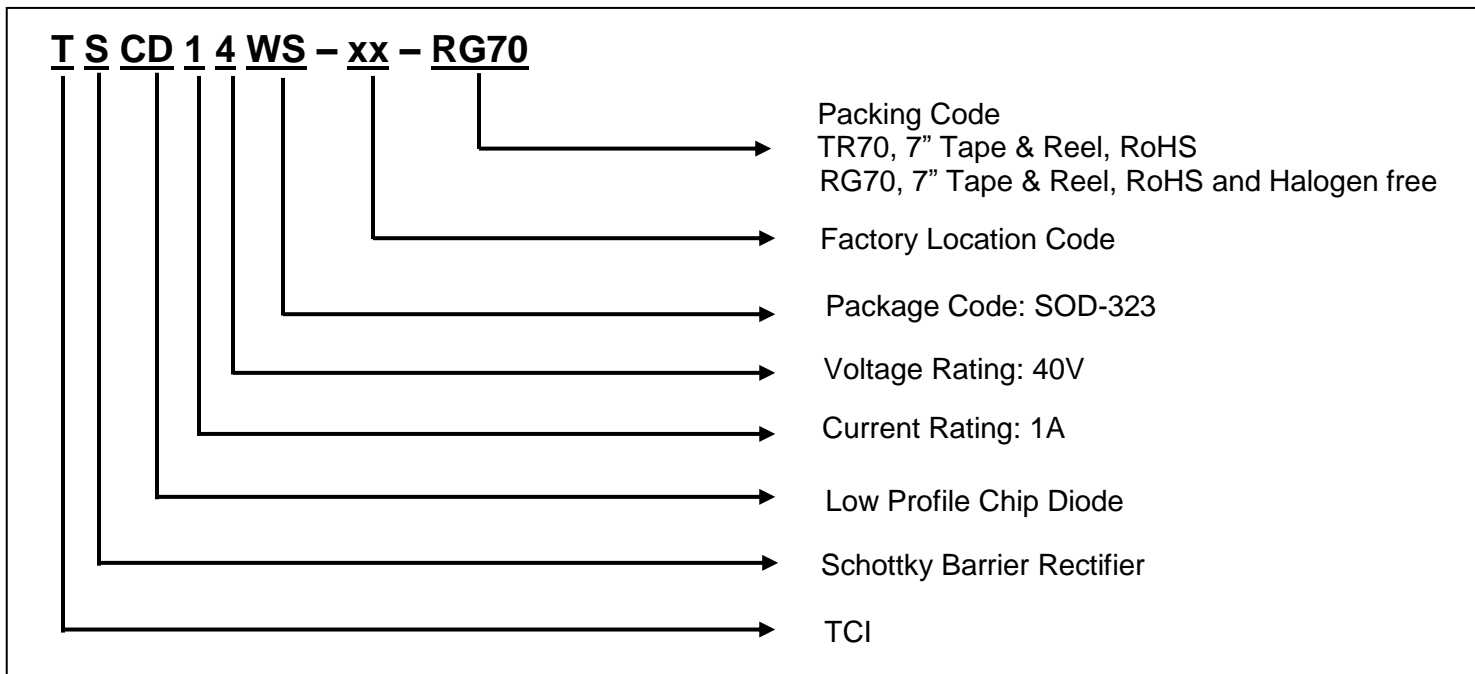 T S CD 1 4 WS – xx – RG70
Packing Code
TR70, 7” Tape & Reel, RoHS
RG70, 7” Tape & Reel, RoHS and Halogen free
Factory Location Code
Package Code: SOD-323
Voltage Rating: 40V
Current Rating: 1A
Low Profile Chip Diode
Schottky Barrier Rectifier
TCI